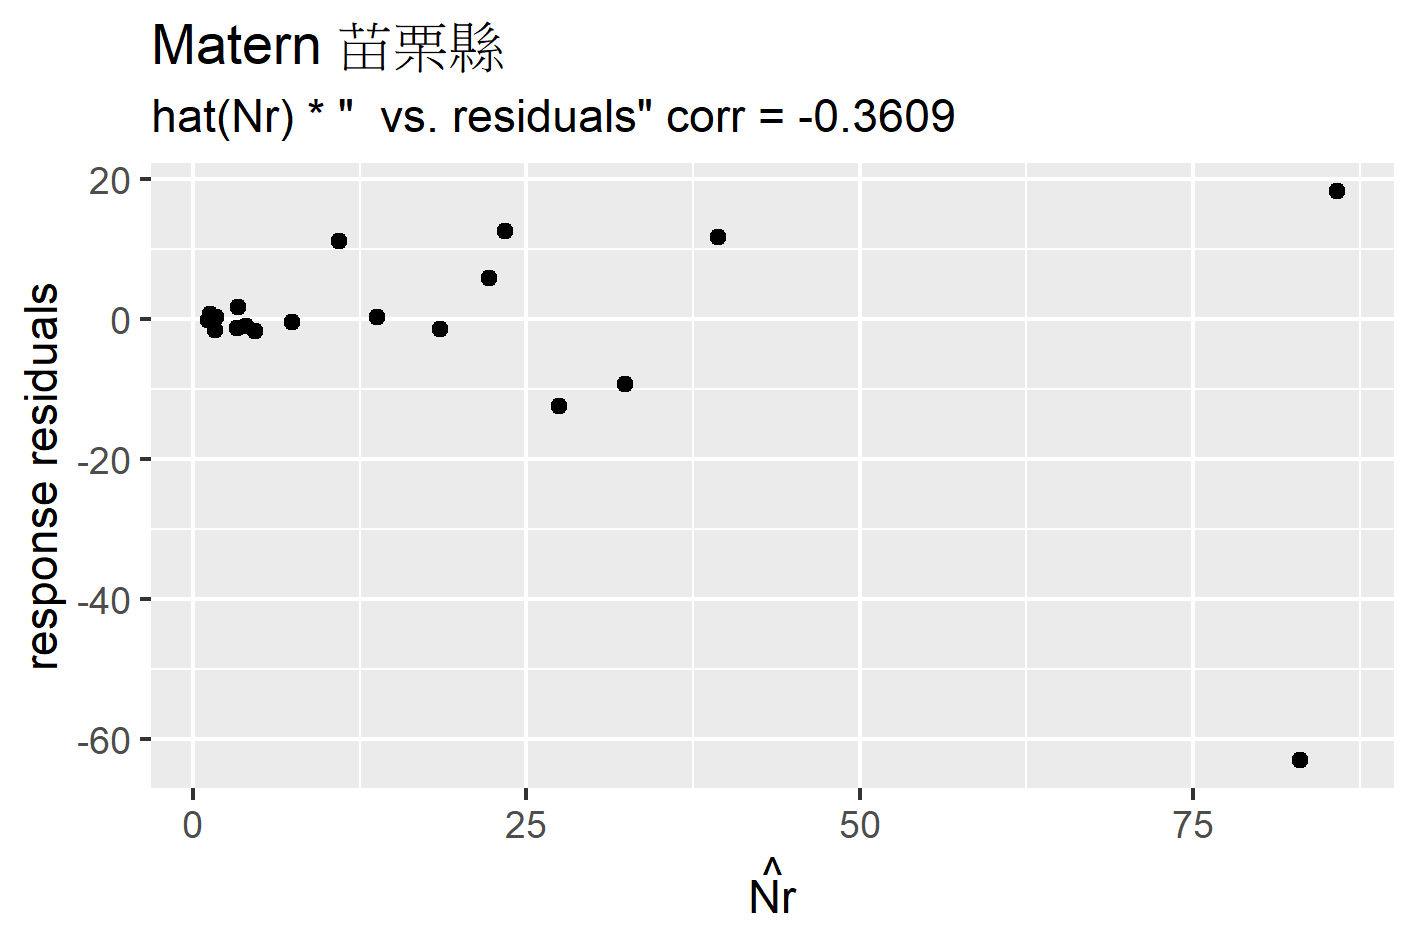 Matern 苗栗縣
hat(Nr) * "  vs. residuals" corr = -0.3609
response residuals
20
0
-20
-40
-60
0 25 50 75
N̂r